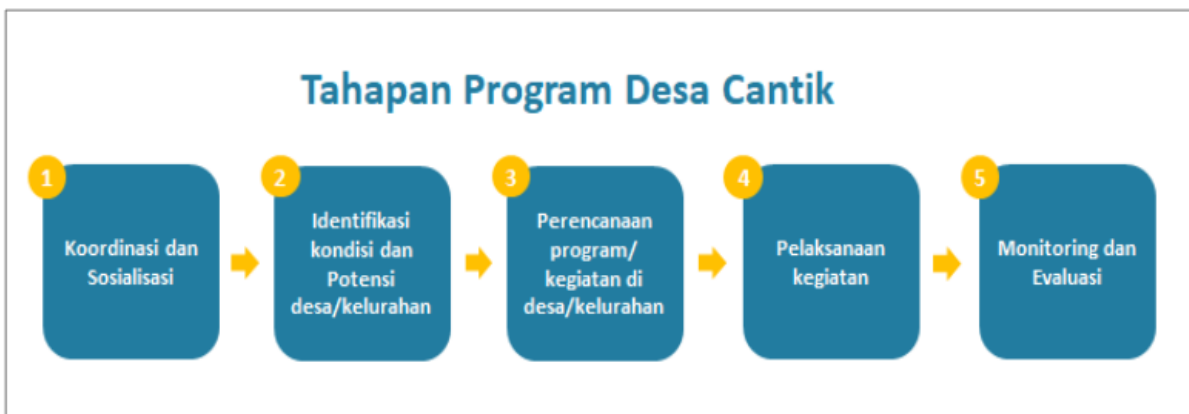 Tahapan Program Desa Cantik
1
Koordinasi dan
Sosialisasi
2
Identifikasi
kondisi dan
Potensi
desa/kelurahan
3
Perencanaan
program/
kegiatan di
desa/kelurahan
4
Pelaksanaan
kegiatan
5
Monitoring dan
Evaluasi